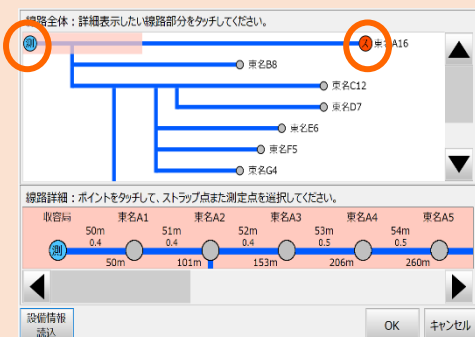 線路全体：詳細表示したい線路部分をタッチしてください。
測 ス 東名A16
東名B8
東名C12
東名D7
東名E6
東名F5
東名G4
線路詳細：ポイントをタッチして、ストラップ点また測定点を選択してください。
収容局 東名A1 東名A2 東名A3 東名A4 東名A5
50m 51m 52m 53m 54m
0.4 0.4 0.4 0.5 0.5
測
50m 101m 153m 206m 260m
設備情報
読込
OK キャンセル